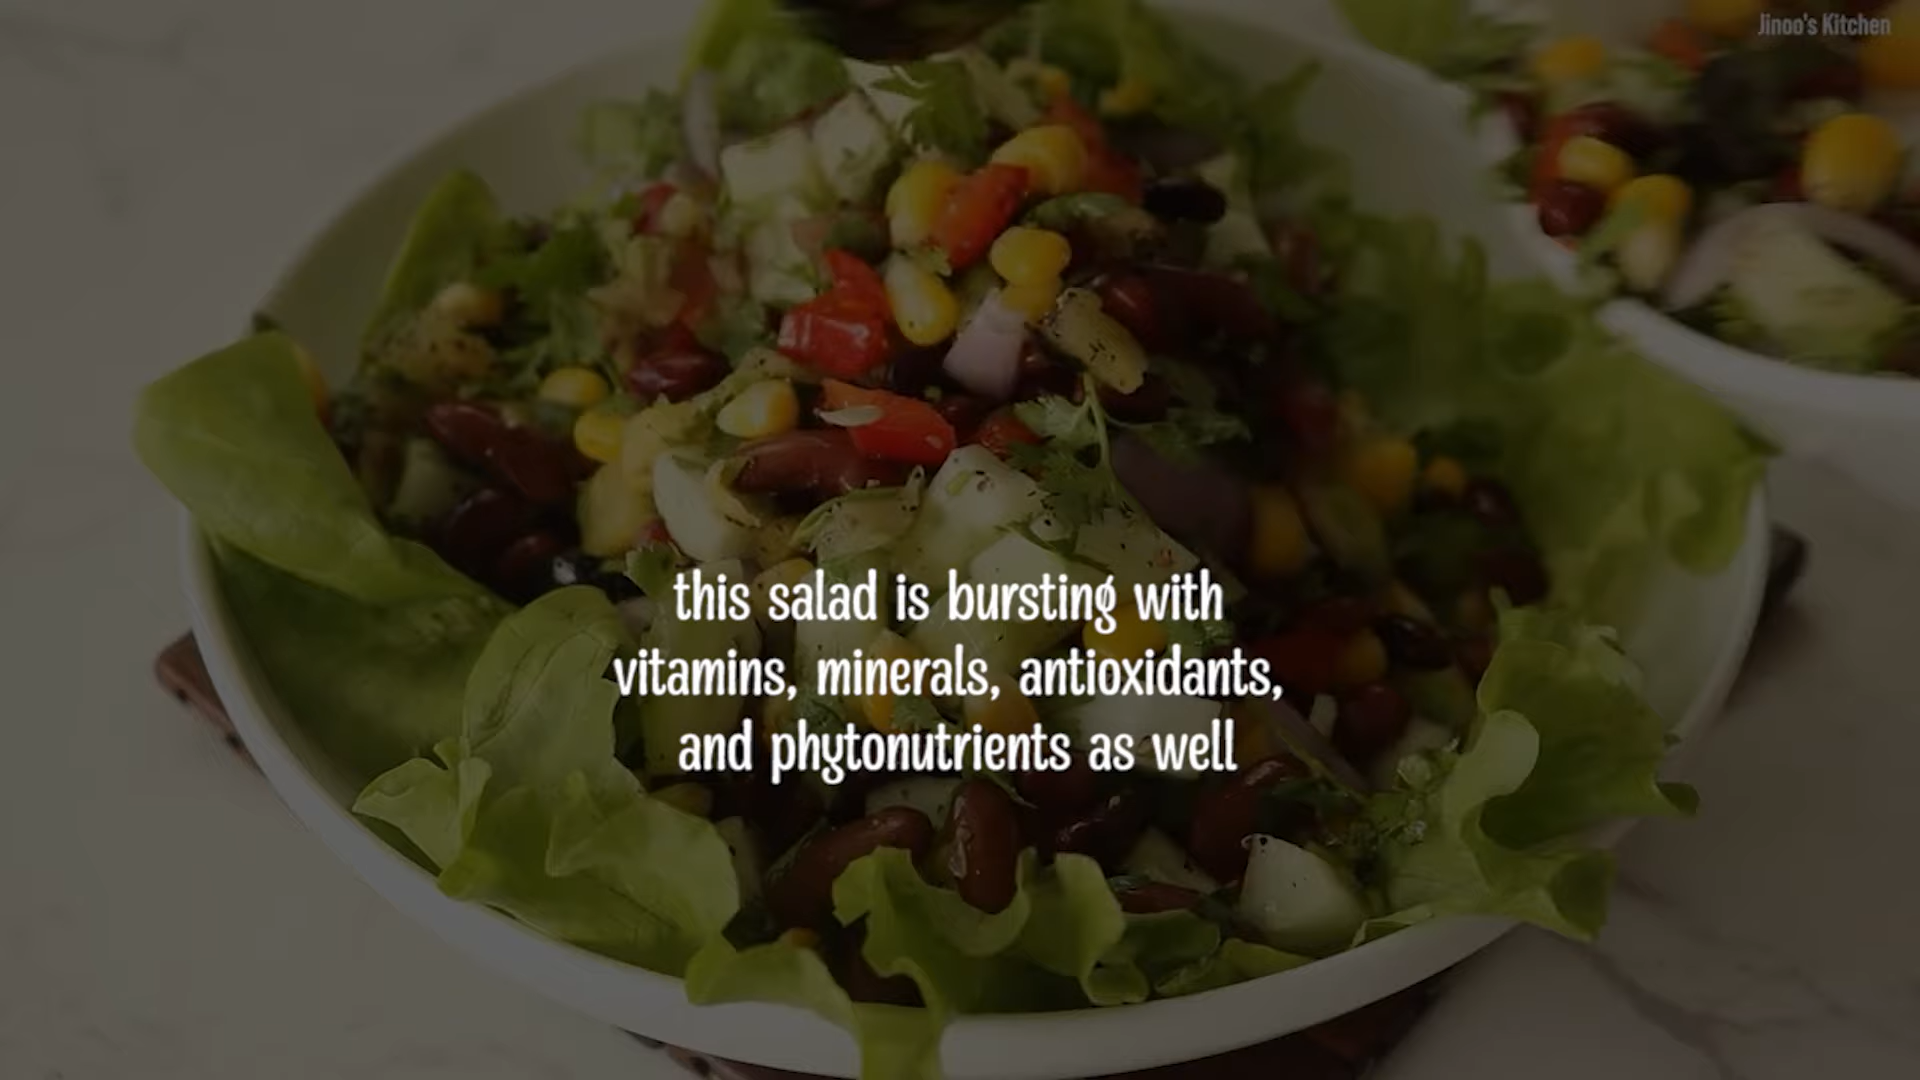 Jinoo's Kitchen
this salad is bursting with
vitamins, minerals, antioxidants,
and phytonutrients as well